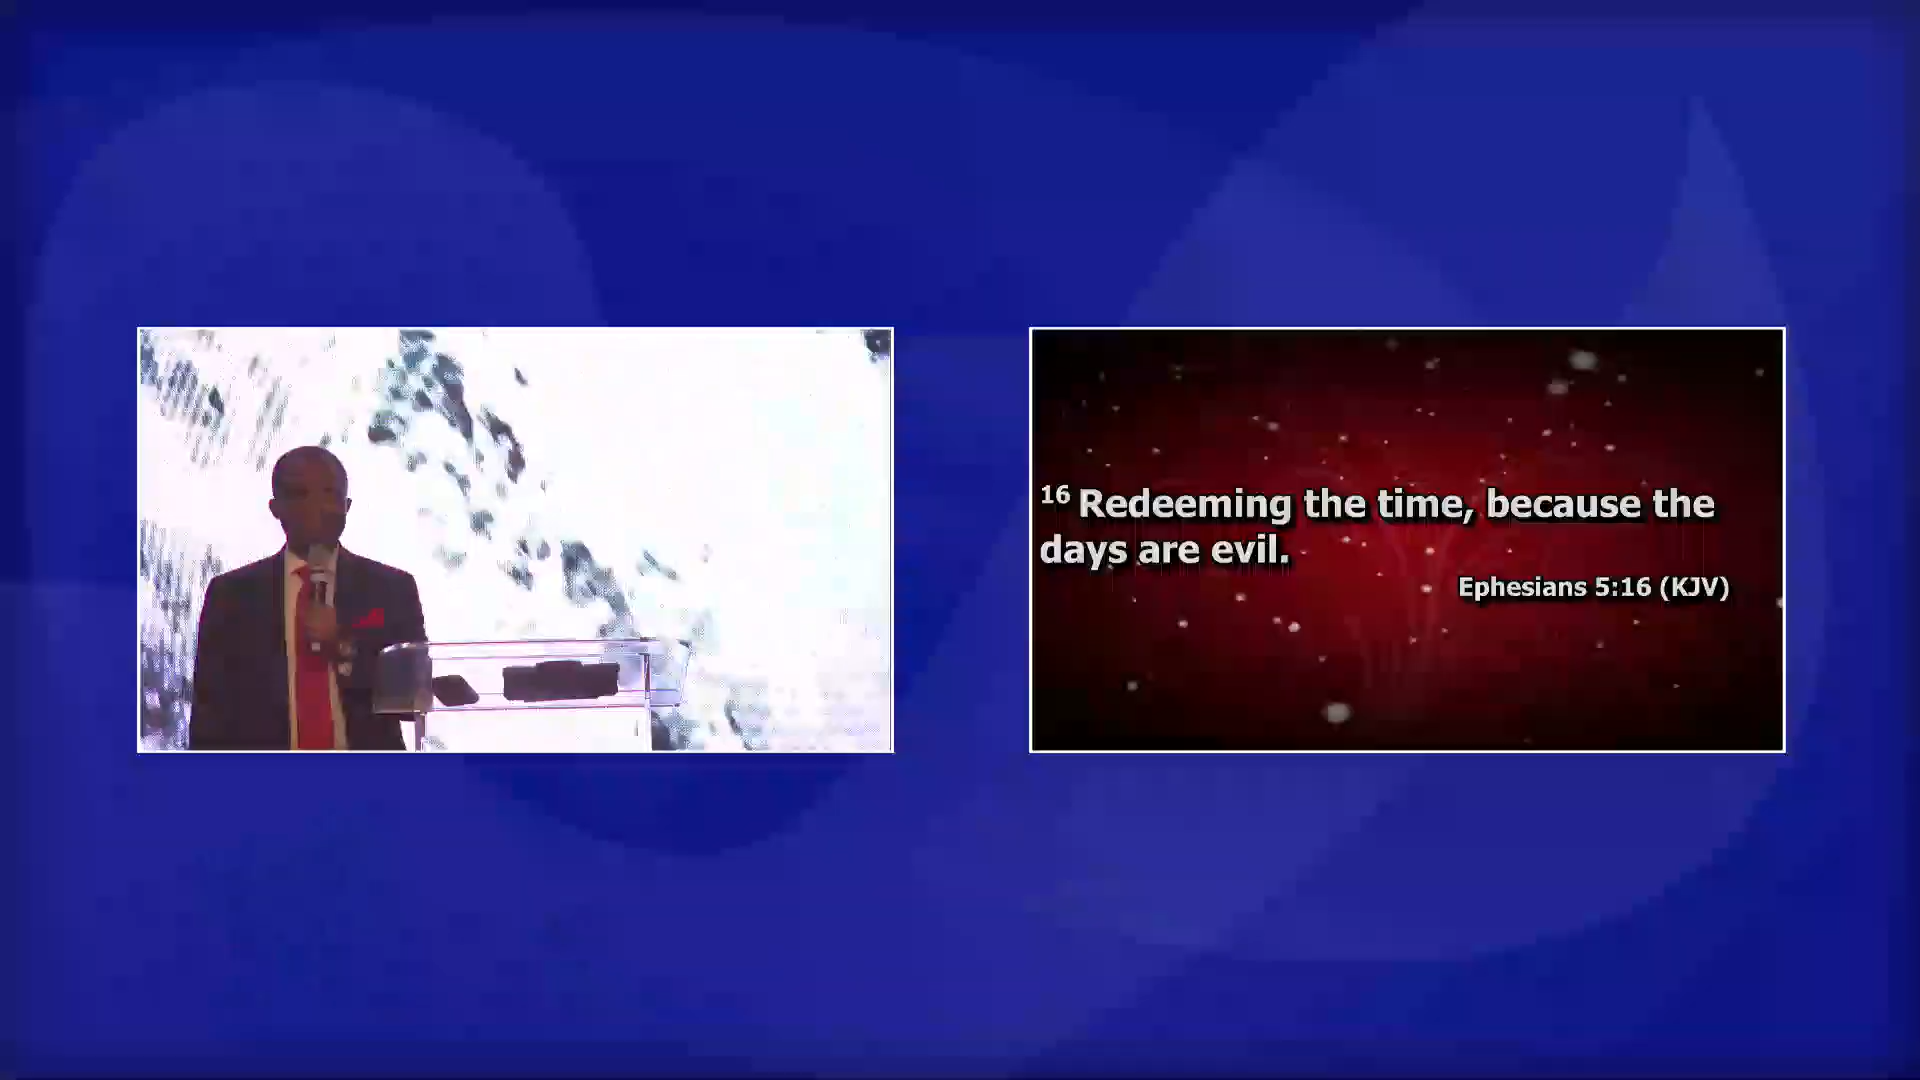 16 Redeeming the time, because the
days are evil.
Ephesians 5:16 (KJV)